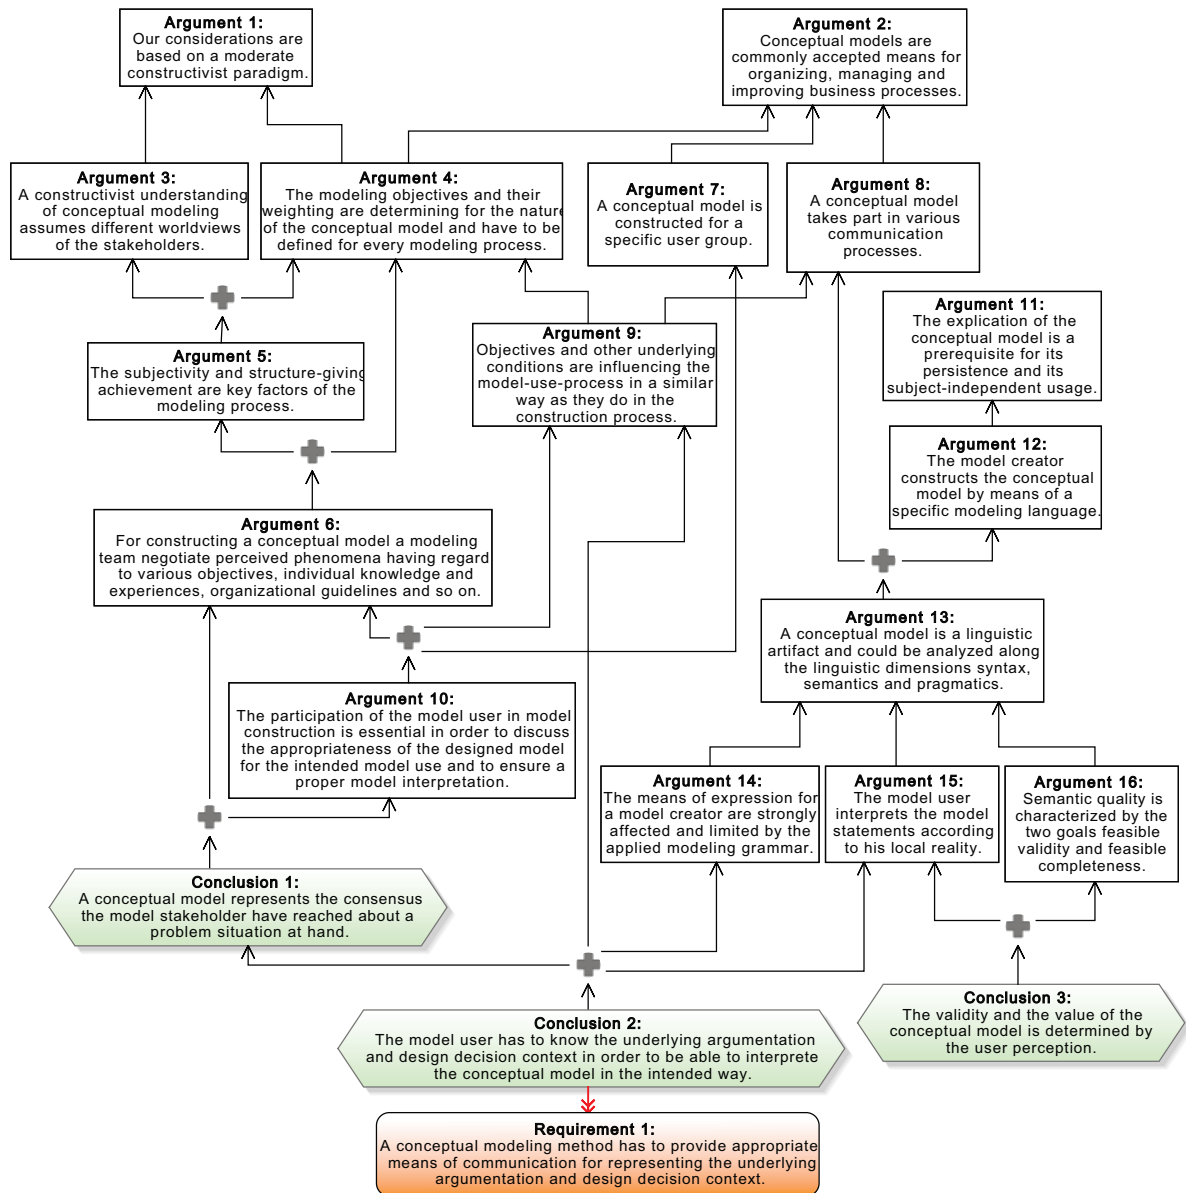 Argument 1:
Our considerations are
based on a moderate
constructivist paradigm.
Argument 2:
Conceptual models are
commonly accepted means for
organizing, managing and
improving business processes.
Argument 3:
A constructivist understanding
of conceptual modeling
assumes different worldviews
of the stakeholders.
Argument 4:
The modeling objectives and their
weighting are determining for the nature
of the conceptual model and have to be
defined for every modeling process.
Argument 7:
A conceptual model is
constructed for a
specific user group.
Argument 8:
A conceptual model
takes part in various
communication
processes.
Argument 5:
The subjectivity and structure-giving
achievement are key factors of the
modeling process.
Argument 9:
Objectives and other underlying
conditions are influencing the
model-use-process in a similar
way as they do in the
construction process.
Argument 11:
The explication of the
conceptual model is a
prerequisite for its
persistence and its
subject-independent usage.
Argument 12:
The model creator
constructs the conceptual
model by means of a
specific modeling language.
Argument 6:
For constructing a conceptual model a modeling
team negotiate perceived phenomena having regard
to various objectives, individual knowledge and
experiences, organizational guidelines and so on.
Argument 13:
A conceptual model is a linguistic
artifact and could be analyzed along
the linguistic dimensions syntax,
semantics and pragmatics.
Argument 10:
The participation of the model user in model
construction is essential in order to discuss
the appropriateness of the designed model
for the intended model use and to ensure a
proper model interpretation.
Argument 14:
The means of expression for
a model creator are strongly
affected and limited by the
applied modeling grammar.
Argument 15:
The model user
interprets the model
statements according
to his local reality.
Argument 16:
Semantic quality is
characterized by the
two goals feasible
validity and feasible
completeness.
Conclusion 1:
A conceptual model represents the consensus
the model stakeholder have reached about a
problem situation at hand.
Conclusion 2:
The model user has to know the underlying argumentation
and design decision context in order to be able to interprete
the conceptual model in the intended way.
Conclusion 3:
The validity and the value of the
conceptual model is determined by
the user perception.
Requirement 1:
A conceptual modeling method has to provide appropriate
means of communication for representing the underlying
argumentation and design decision context.